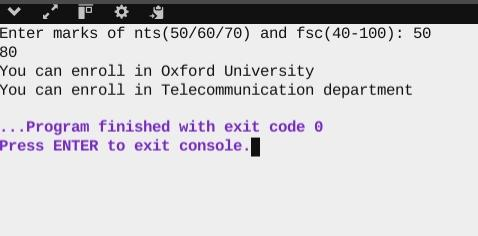 Enter marks of nts(50/60/70) and fsc(40-100): 50
80
You can enroll in Oxford University
You can enroll in Telecommunication department
...Program finished with exit code 0
Press ENTER to exit console.